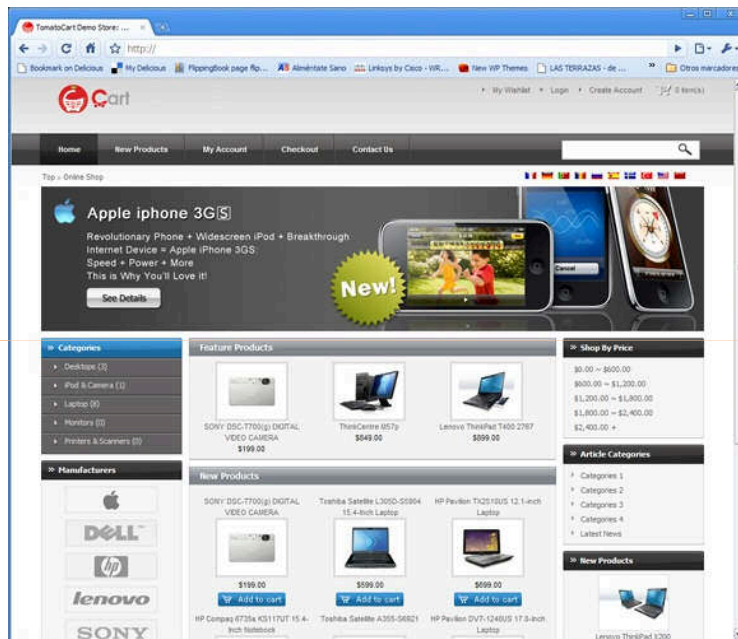 TomatoCart Demo Store: ...
http://
Bookmark on Delicious
My Delicious
FlippingBook page flip...
Aliméntate Sano
Linksys by Cisco - WR...
New WP Themes
LAS TERRAZAS - de ...
»
Otros marcadores
Cart
My Wishlist
Login
Create Account
0 item(s)
Home
New Products
My Account
Checkout
Contact Us
Top » Online Shop
Apple iphone 3GS
Revolutionary Phone + Widescreen iPod + Breakthrough
Internet Device = Apple iPhone 3GS:
Speed + Power + More
This is Why You'll Love it!
See Details
New!
Cancel
» Categories
Desktops (3)
iPod & Camera (1)
Laptop (8)
Monitors (0)
Printers & Scanners (0)
» Manufacturers
DELL
hp
lenovo
SONY
Feature Products
SONY DSC-T700(g) DIGITAL
VIDEO CAMERA
$199.00
ThinkCentre M57p
$849.00
Lenovo ThinkPad T400 2767
$899.00
New Products
SONY DSC-T700(g) DIGITAL
VIDEO CAMERA
$199.00
Add to cart
Toshiba Satellite L305D-S5904
15.4-Inch Laptop
$599.00
Add to cart
HP Pavilion TX2510US 12.1-inch
Laptop
$699.00
Add to cart
HP Compaq 6735s KS117UT 15.4-
Inch Notebook
Toshiba Satellite A355-S6921
HP Pavilion DV7-1240US 17.0-Inch
Laptop
» Shop By Price
$0.00 ~ $600.00
$600.00 ~ $1,200.00
$1,200.00 ~ $1,800.00
$1,800.00 ~ $2,400.00
$2,400.00 +
» Article Categories
Categories 1
Categories 2
Categories 3
Categories 4
Latest News
» New Products
Lenovo ThinkPad X200